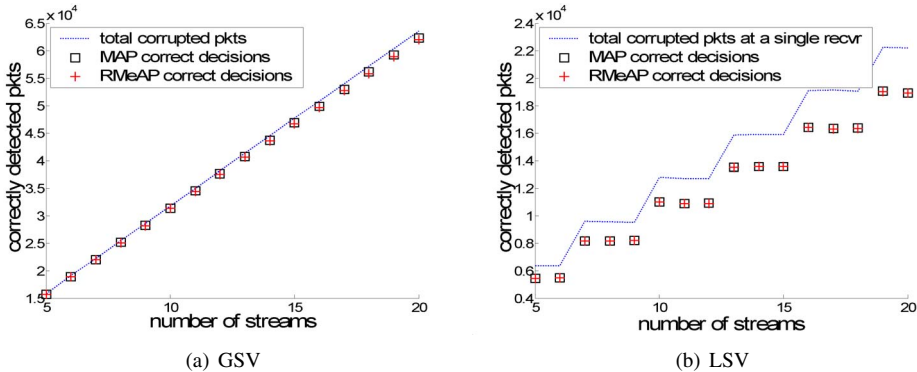 x 10^4
6.5
6
5.5
5
4.5
4
3.5
3
2.5
2
1.5
5
10
15
20
total corrupted pkts
MAP correct decisions
RMeAP correct decisions
correctly detected pkts
number of streams
(a) GSV
x 10^4
2.4
2.2
2
1.8
1.6
1.4
1.2
1
0.8
0.6
0.4
5
10
15
20
total corrupted pkts at a single recvr
MAP correct decisions
RMeAP correct decisions
correctly detected pkts
number of streams
(b) LSV